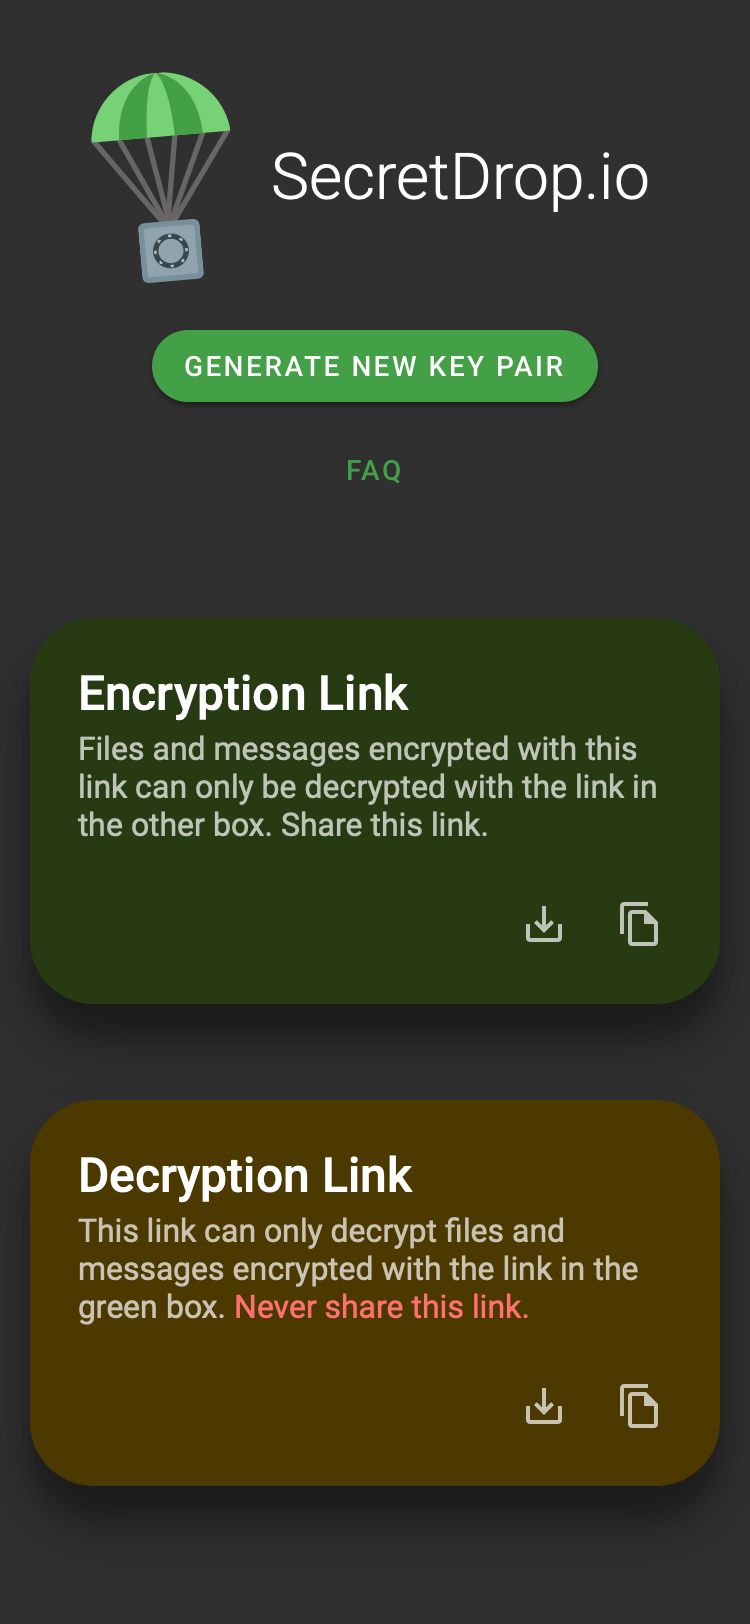 SecretDrop.io
GENERATE NEW KEY PAIR
FAQ
Encryption Link
Files and messages encrypted with this
link can only be decrypted with the link in
the other box. Share this link.
Decryption Link
This link can only decrypt files and
messages encrypted with the link in the
green box. Never share this link.